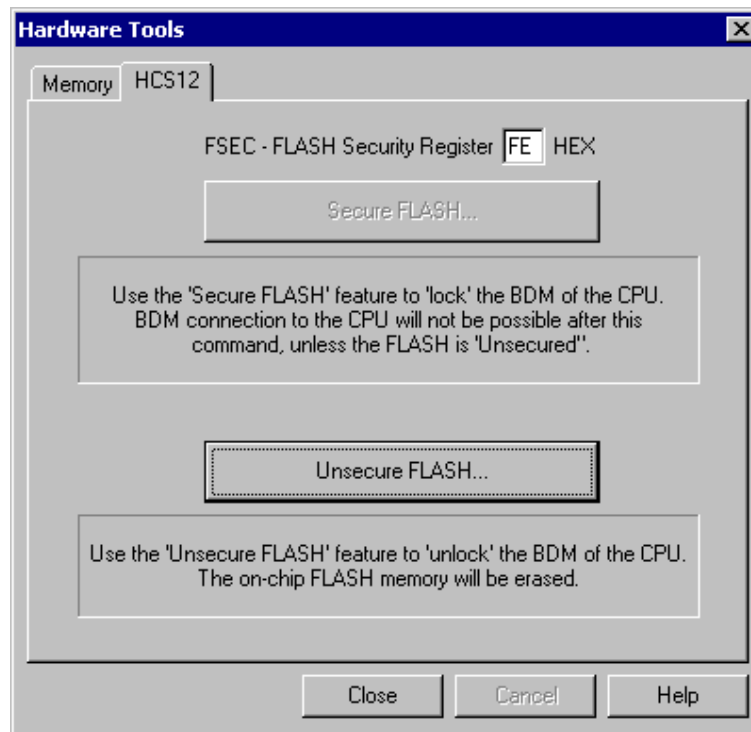 Hardware Tools
Memory HCS12
FSEC - FLASH Security Register FE HEX
Secure FLASH...
Use the 'Secure FLASH' feature to 'lock' the BDM of the CPU.
BDM connection to the CPU will not be possible after this
command, unless the FLASH is 'Unsecured''.
Unsecure FLASH...
Use the 'Unsecure FLASH' feature to 'unlock' the BDM of the CPU.
The on-chip FLASH memory will be erased.
Close Cancel Help